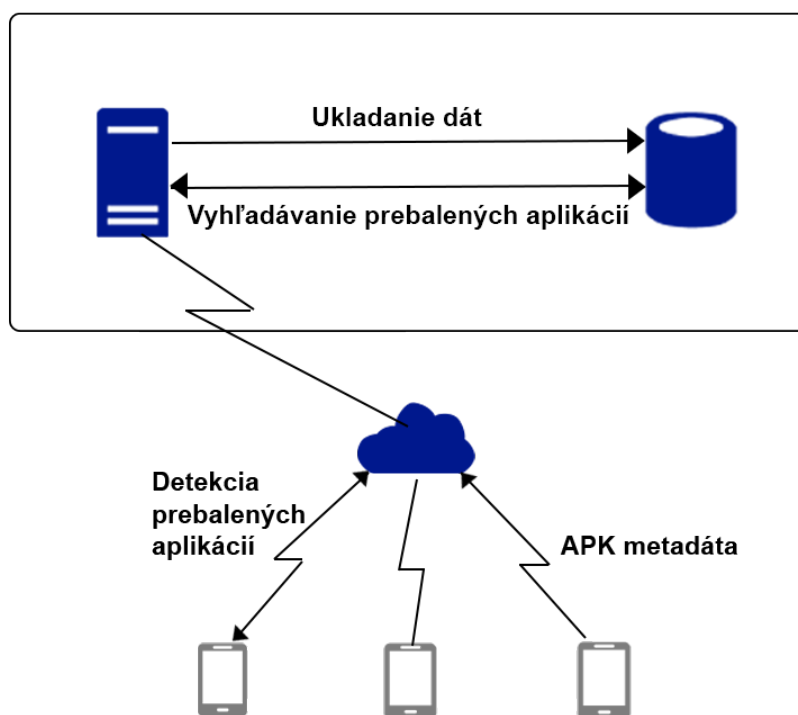 Ukladanie dát
Vyhľadávanie prebalených aplikácií
Detekcia
prebalených
aplikácií
APK metadáta